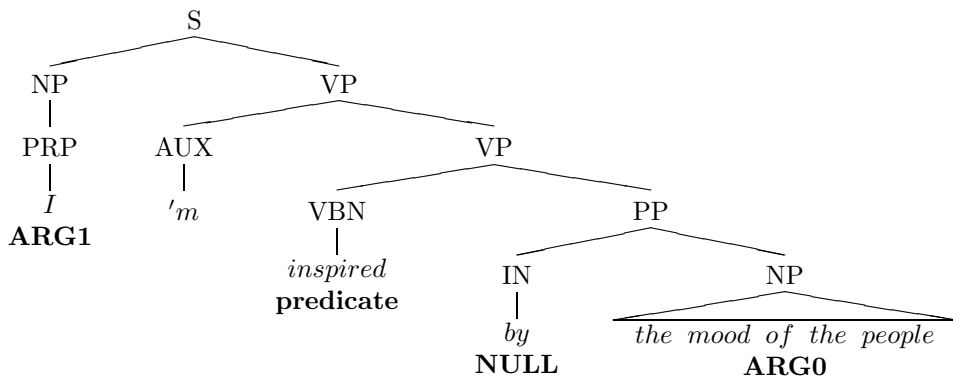 S
NP VP
PRP AUX VP
I 'm VBN PP
ARG1
inspired IN NP
predicate
by the mood of the people
NULL ARG0